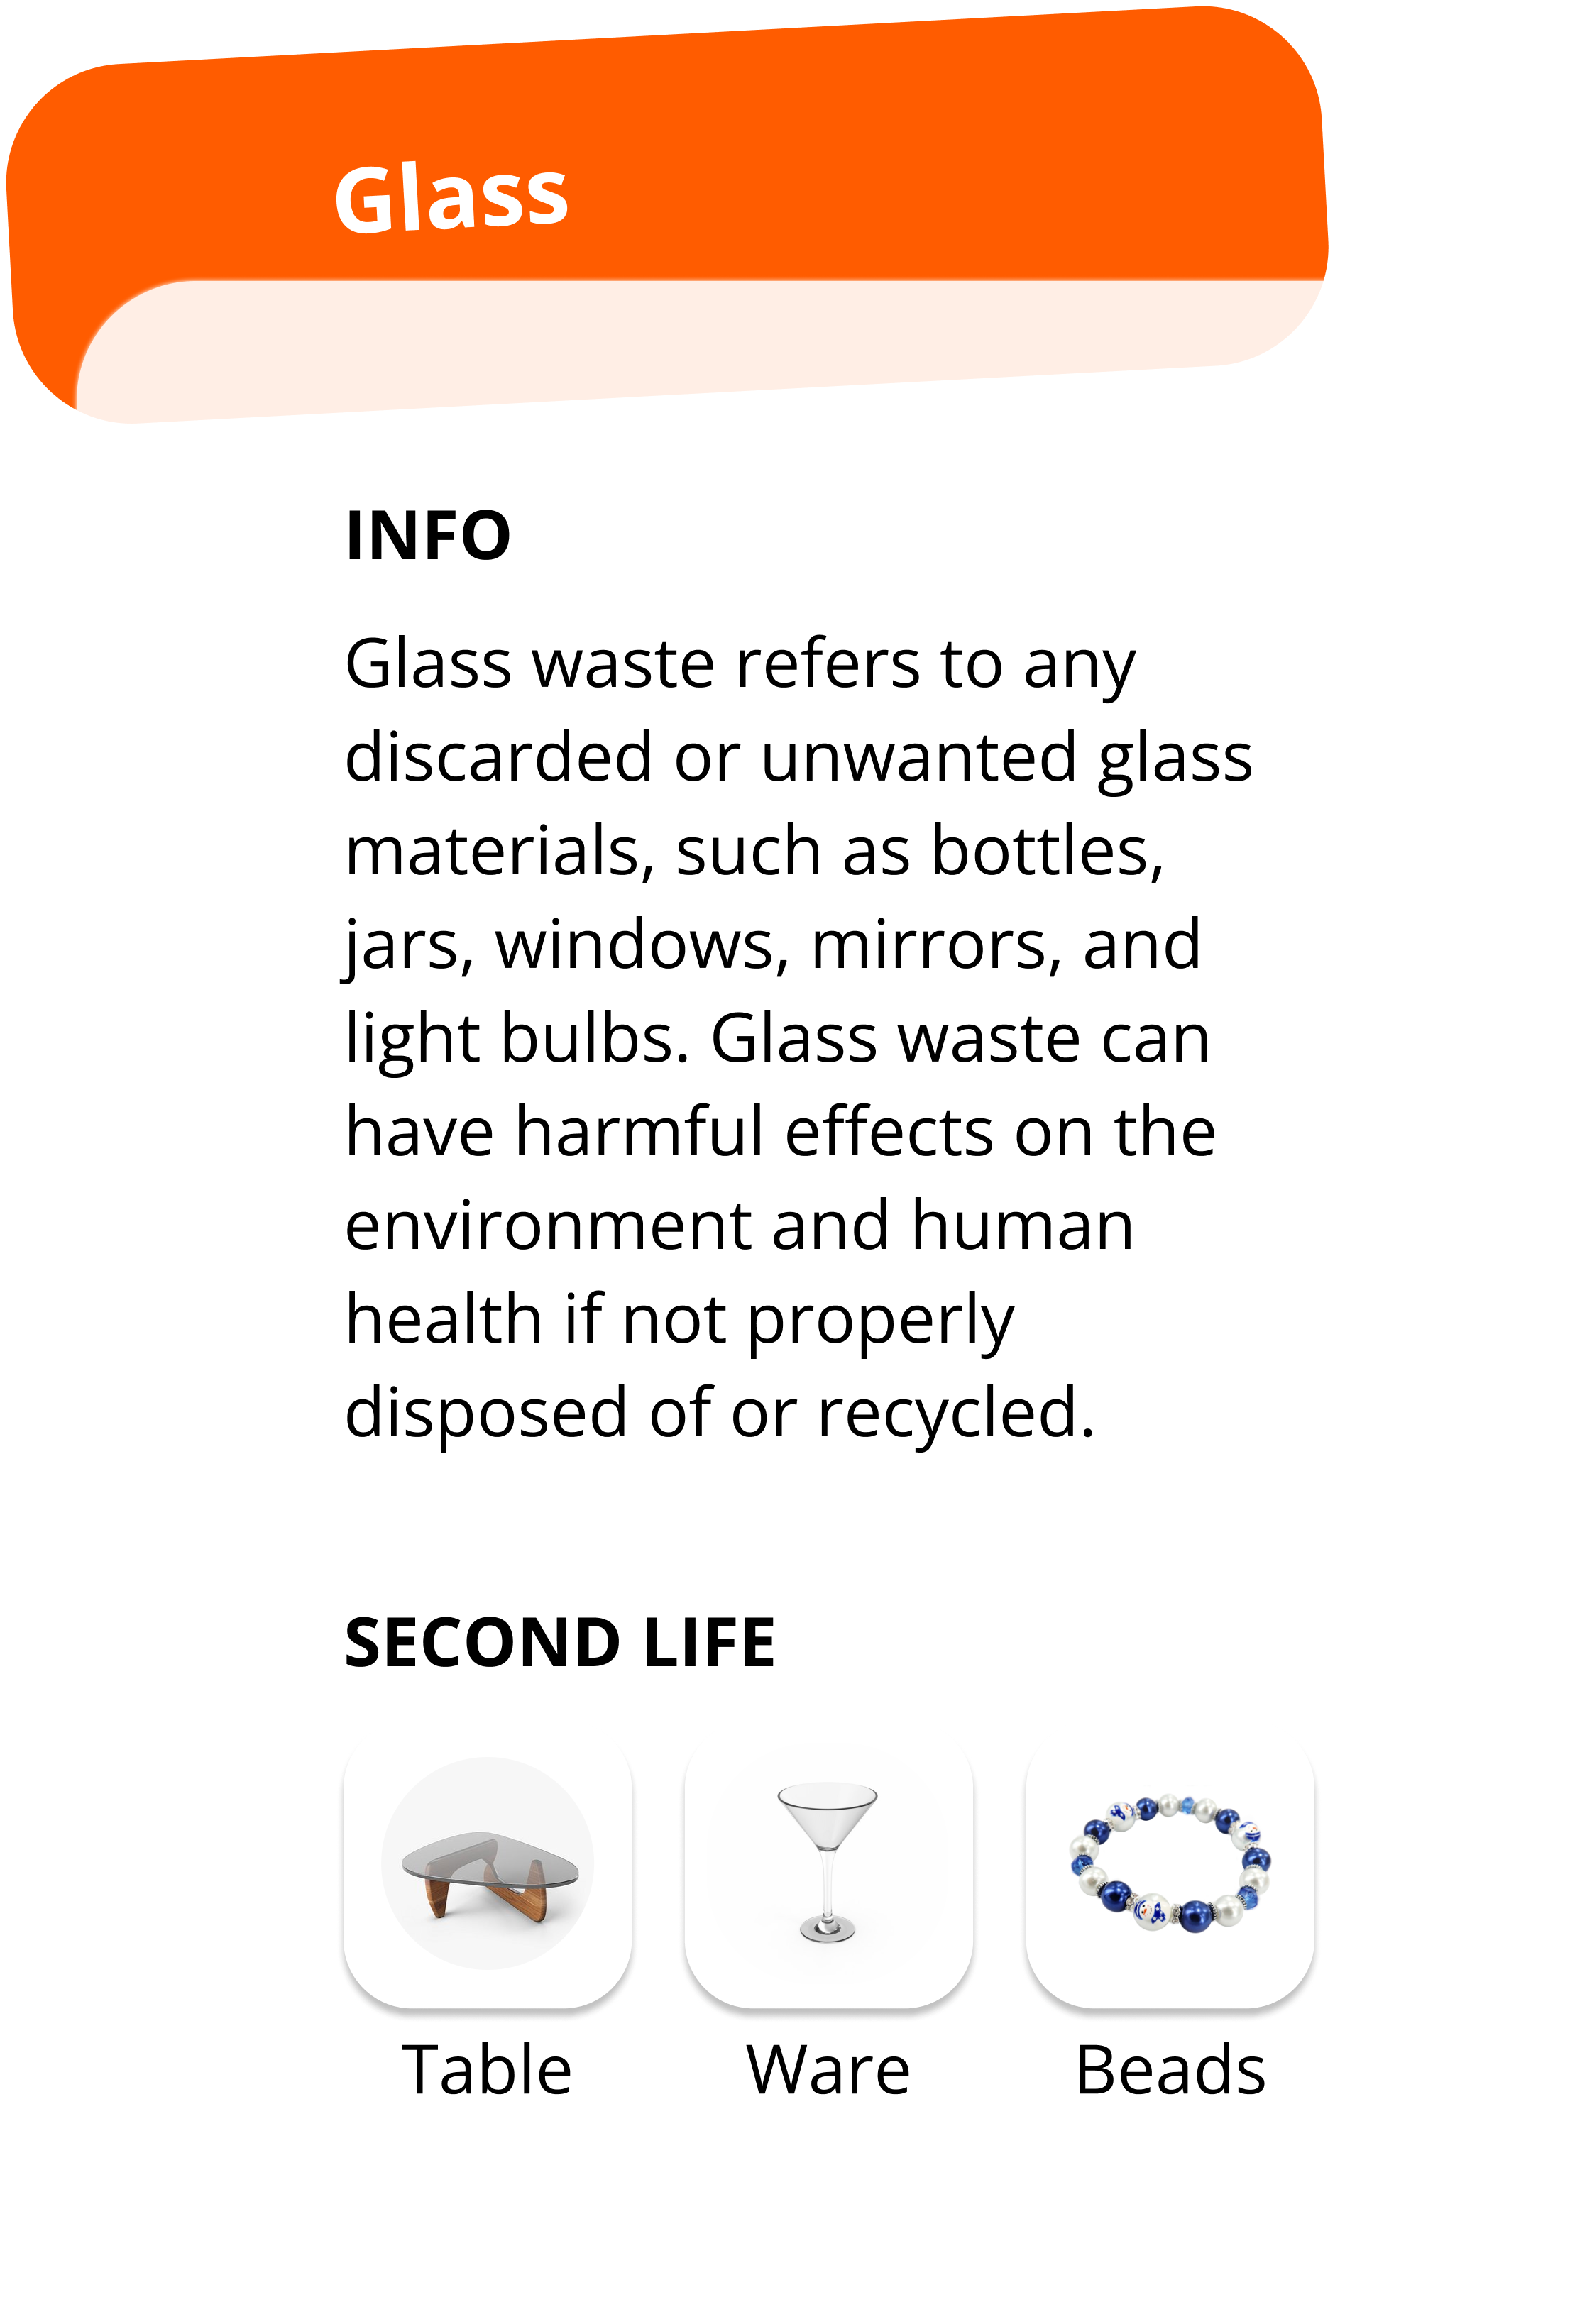 Glass
INFO
Glass waste refers to any
discarded or unwanted glass
materials, such as bottles,
jars, windows, mirrors, and
light bulbs. Glass waste can
have harmful effects on the
environment and human
health if not properly
disposed of or recycled.
SECOND LIFE
Table
Ware
Beads